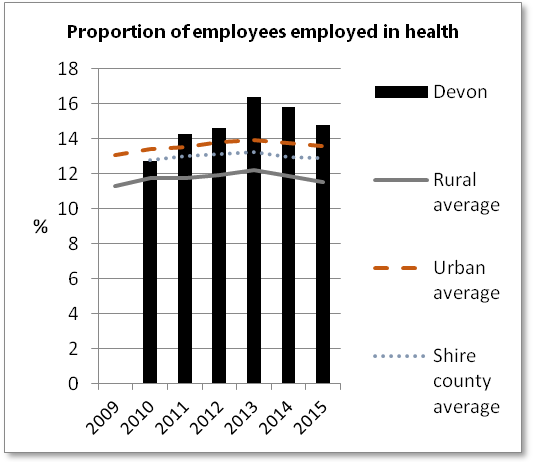 Proportion of employees employed in health
18
16
14
12
10
8
6
4
2
0
%
2009
2010
2011
2012
2013
2014
2015
Devon
Rural
average
Urban
average
Shire
county
average